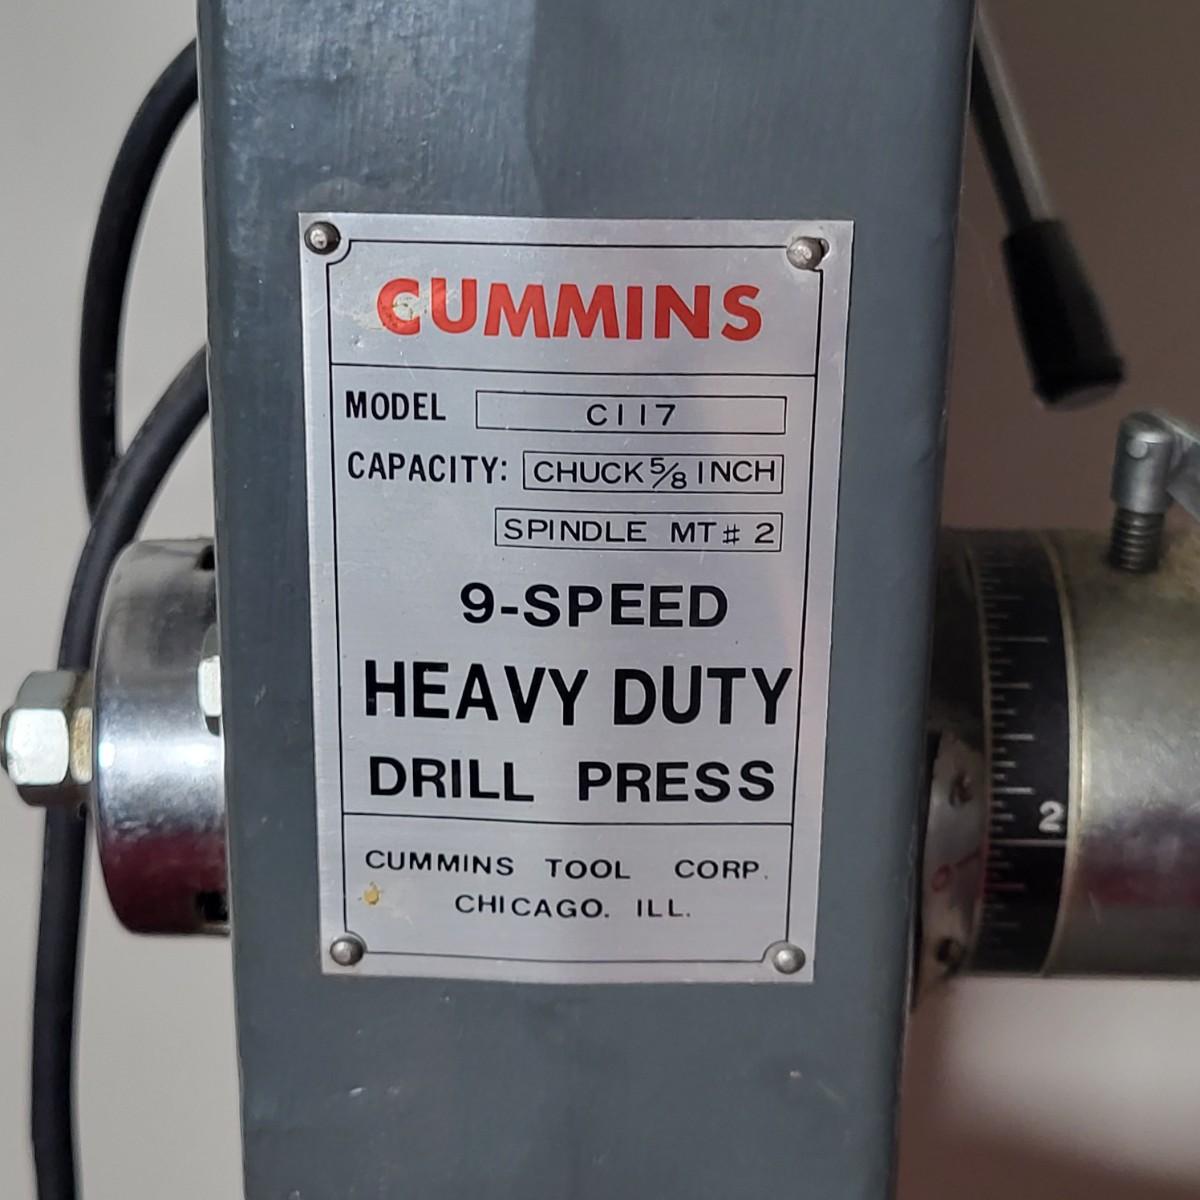 CUMMINS
MODEL C117
CAPACITY: CHUCK 5/8 INCH
SPINDLE MT# 2
9-SPEED
HEAVY DUTY
DRILL PRESS
CUMMINS TOOL CORP.
CHICAGO. ILL.
2